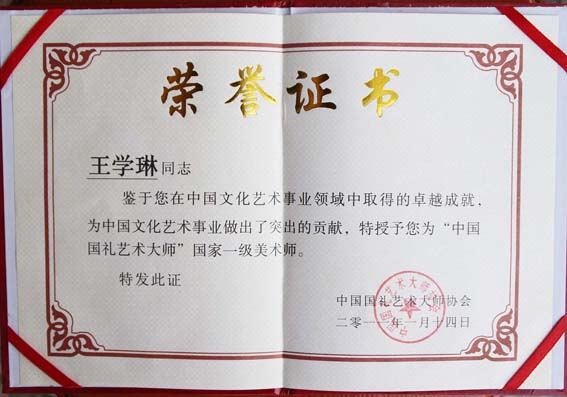 荣誉证书
王学琳同志
鉴于您在中国文化艺术事业领域中取得的卓越成就，
为中国文化艺术事业做出了突出的贡献，特授予您为“中国
国礼艺术大师”国家一级美术师。
特发此证
中国国礼艺术大师协会
二零一一年一月十四日